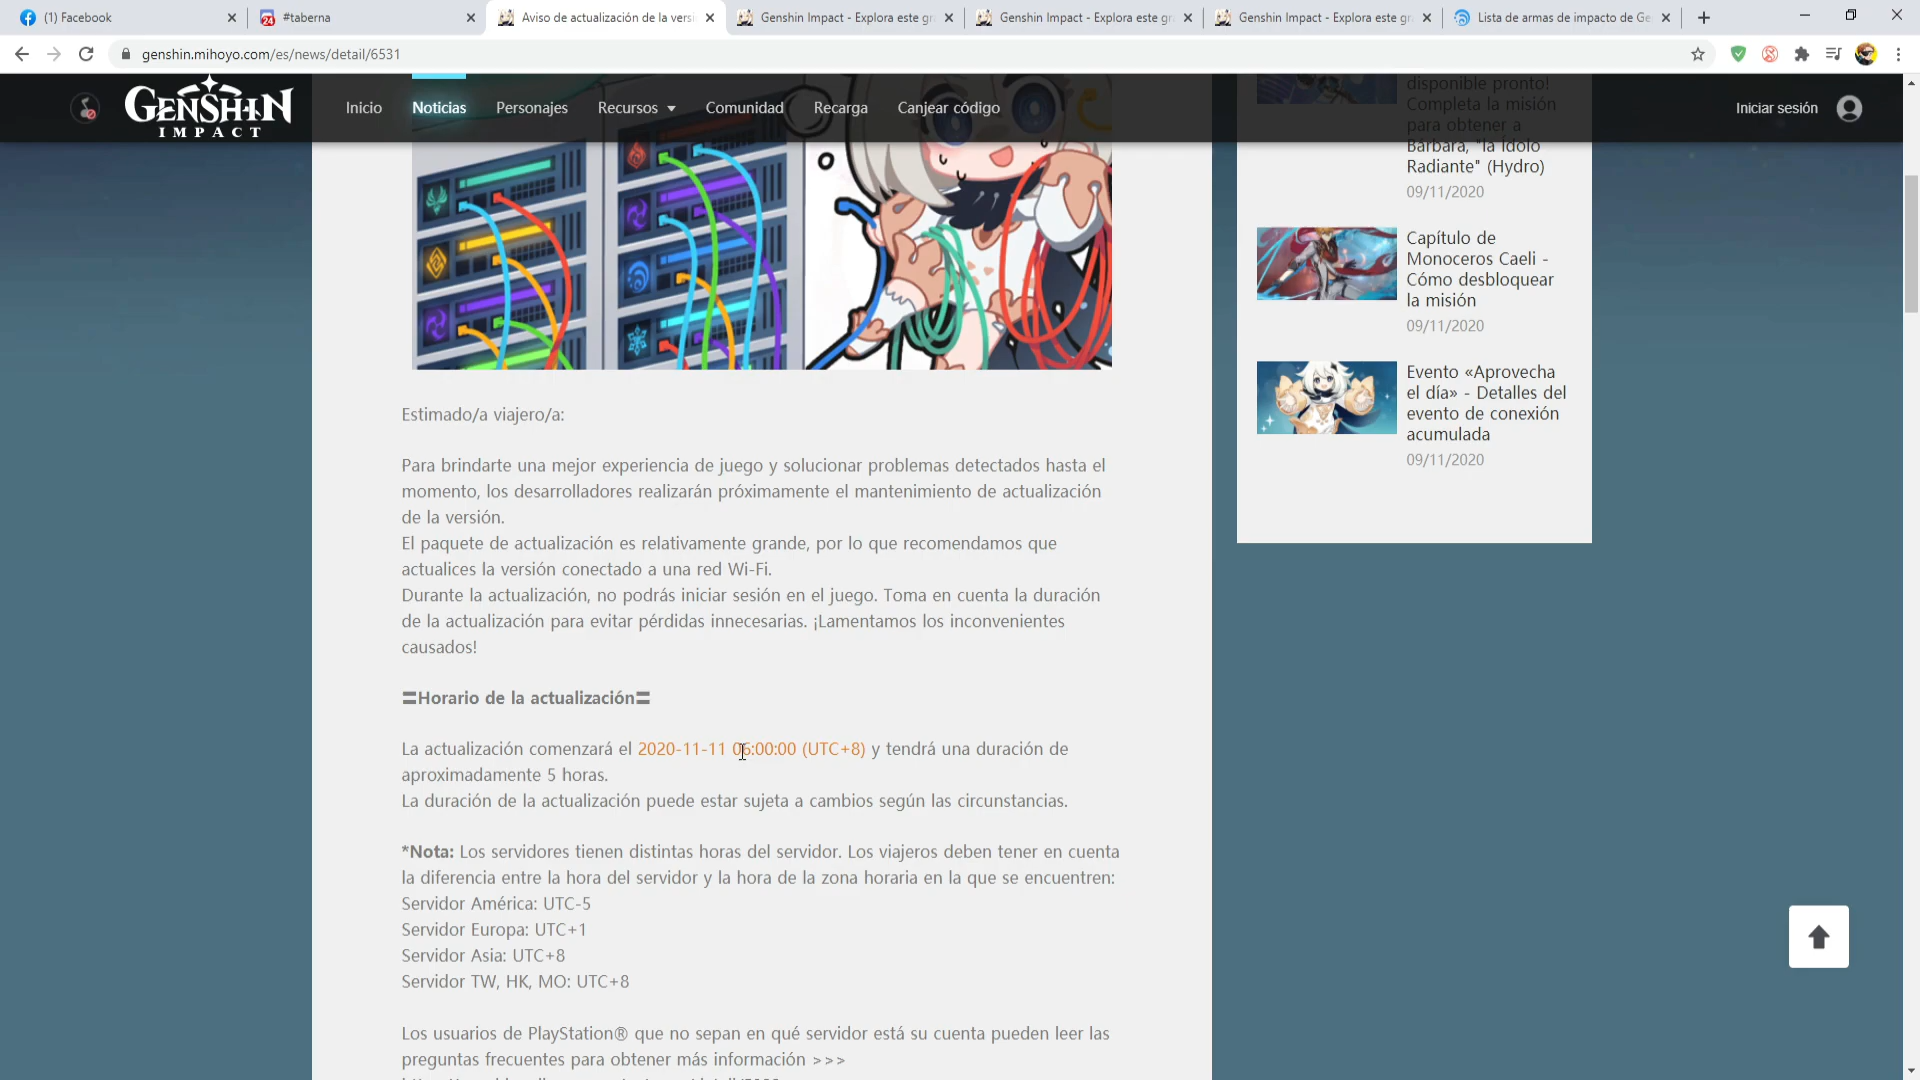 (1) Facebook
#taberna
Aviso de actualización de la versi
Genshin Impact - Explora este gr
Genshin Impact - Explora este gr
Genshin Impact - Explora este gr
Lista de armas de impacto de Ge
genshin.mihoyo.com/es/news/detail/6531
GENSHIN
IMPACT
Inicio
Noticias
Personajes
Recursos
Comunidad
Recarga
Canjear código
Iniciar sesión
Estimado/a viajero/a:
Para brindarte una mejor experiencia de juego y solucionar problemas detectados hasta el
momento, los desarrolladores realizarán próximamente el mantenimiento de actualización
de la versión.
El paquete de actualización es relativamente grande, por lo que recomendamos que
actualices la versión conectado a una red Wi-Fi.
Durante la actualización, no podrás iniciar sesión en el juego. Toma en cuenta la duración
de la actualización para evitar pérdidas innecesarias. ¡Lamentamos los inconvenientes
causados!
〓Horario de la actualización〓
La actualización comenzará el 2020-11-11 06:00:00 (UTC+8) y tendrá una duración de
aproximadamente 5 horas.
La duración de la actualización puede estar sujeta a cambios según las circunstancias.
*Nota: Los servidores tienen distintas horas del servidor. Los viajeros deben tener en cuenta
la diferencia entre la hora del servidor y la hora de la zona horaria en la que se encuentren:
Servidor América: UTC-5
Servidor Europa: UTC+1
Servidor Asia: UTC+8
Servidor TW, HK, MO: UTC+8
Los usuarios de PlayStation® que no sepan en qué servidor está su cuenta pueden leer las
preguntas frecuentes para obtener más información >>>
disponible pronto!
Completa la misión
para obtener a
Bárbara, "la Ídolo
Radiante" (Hydro)
09/11/2020
Capítulo de
Monoceros Caeli -
Cómo desbloquear
la misión
09/11/2020
Evento «Aprovecha
el día» - Detalles del
evento de conexión
acumulada
09/11/2020